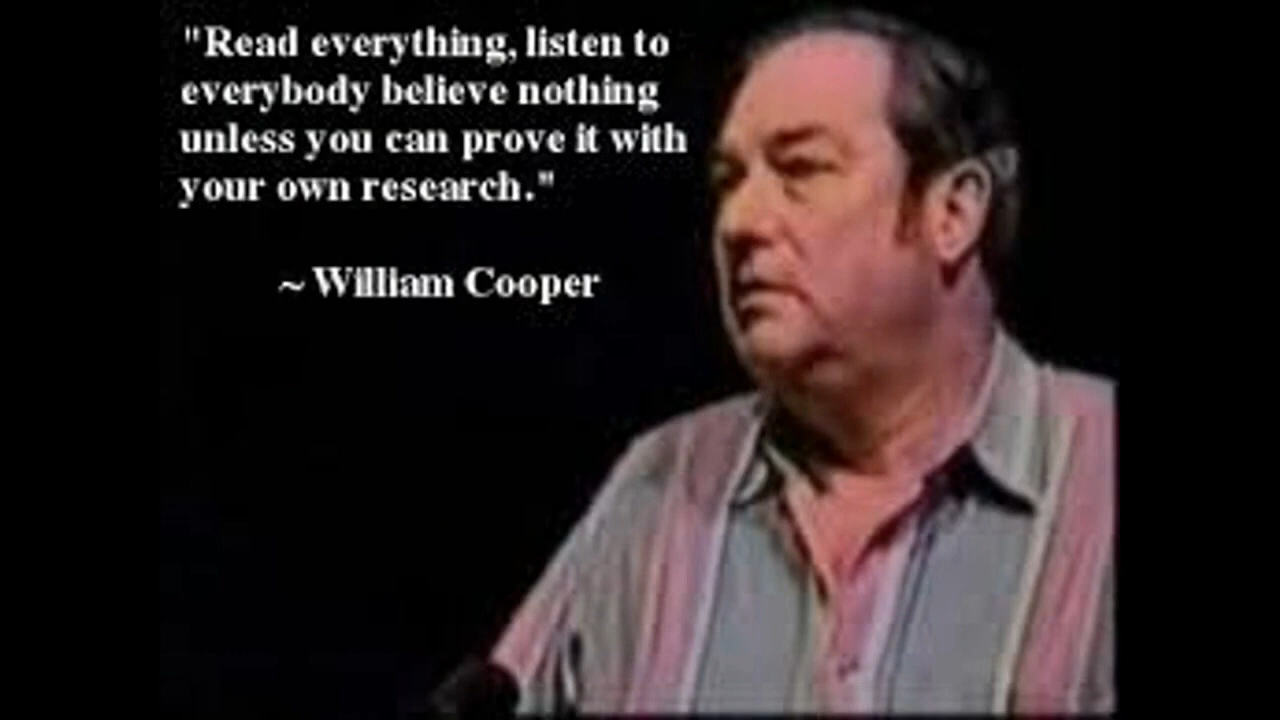 "Read everything, listen to
everybody believe nothing
unless you can prove it with
your own research."
~ William Cooper